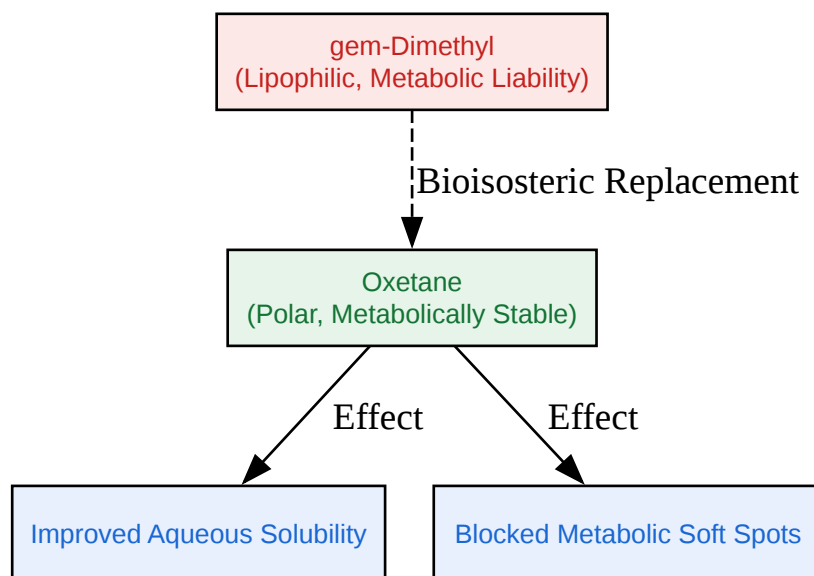 gem-Dimethyl
(Lipophilic, Metabolic Liability)
Bioisosteric Replacement
Oxetane
(Polar, Metabolically Stable)
Effect
Effect
Improved Aqueous Solubility
Blocked Metabolic Soft Spots